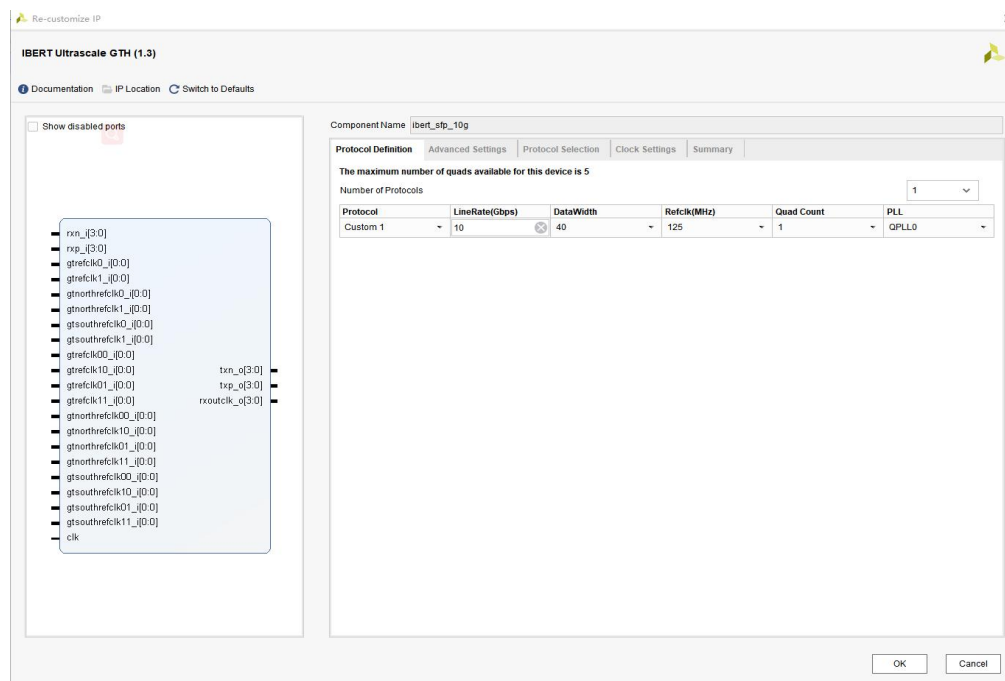 Re-customize IP
IBERT Ultrascale GTH (1.3)
Documentation IP Location Switch to Defaults
Show disabled ports
rxn_i[3:0]
rxp_i[3:0]
gtrefclk0_i[0:0]
gtrefclk1_i[0:0]
gtnorthrefclk0_i[0:0]
gtnorthrefclk1_i[0:0]
gtsouthrefclk0_i[0:0]
gtsouthrefclk1_i[0:0]
gtrefclk00_i[0:0]
gtrefclk10_i[0:0] txn_o[3:0]
gtrefclk01_i[0:0] txp_o[3:0]
gtrefclk11_i[0:0] rxoutclk_o[3:0]
gtnorthrefclk00_i[0:0]
gtnorthrefclk10_i[0:0]
gtnorthrefclk01_i[0:0]
gtnorthrefclk11_i[0:0]
gtsouthrefclk00_i[0:0]
gtsouthrefclk10_i[0:0]
gtsouthrefclk01_i[0:0]
gtsouthrefclk11_i[0:0]
clk
Component Name ibert_sfp_10g
Protocol Definition Advanced Settings Protocol Selection Clock Settings Summary
The maximum number of quads available for this device is 5
Number of Protocols 1
Protocol LineRate(Gbps) DataWidth Refclk(MHz) Quad Count PLL
Custom 1 10 40 125 1 QPLL0
OK Cancel